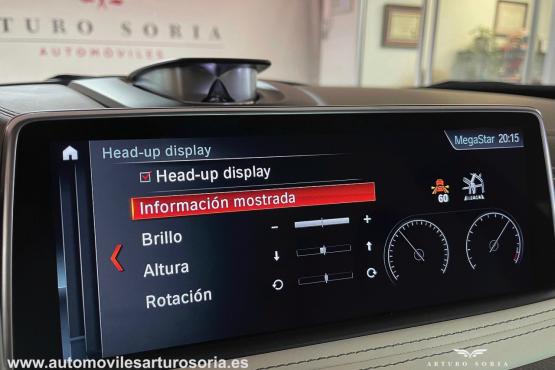 ARTURO SORIA
AUTOMÓVILES
Head-up display
MegaStar 20:15
Head-up display
Información mostrada
Brillo
Altura
Rotación
60
www.automovilesarturosoria.es
ARTURO SORIA